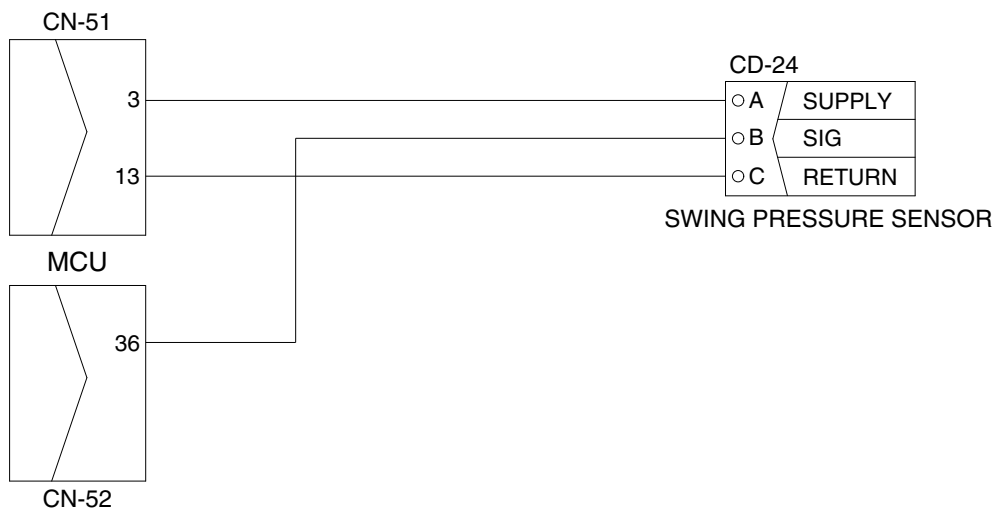 CN-51
3
13
MCU
36
CN-52
CD-24
A SUPPLY
B SIG
C RETURN
SWING PRESSURE SENSOR